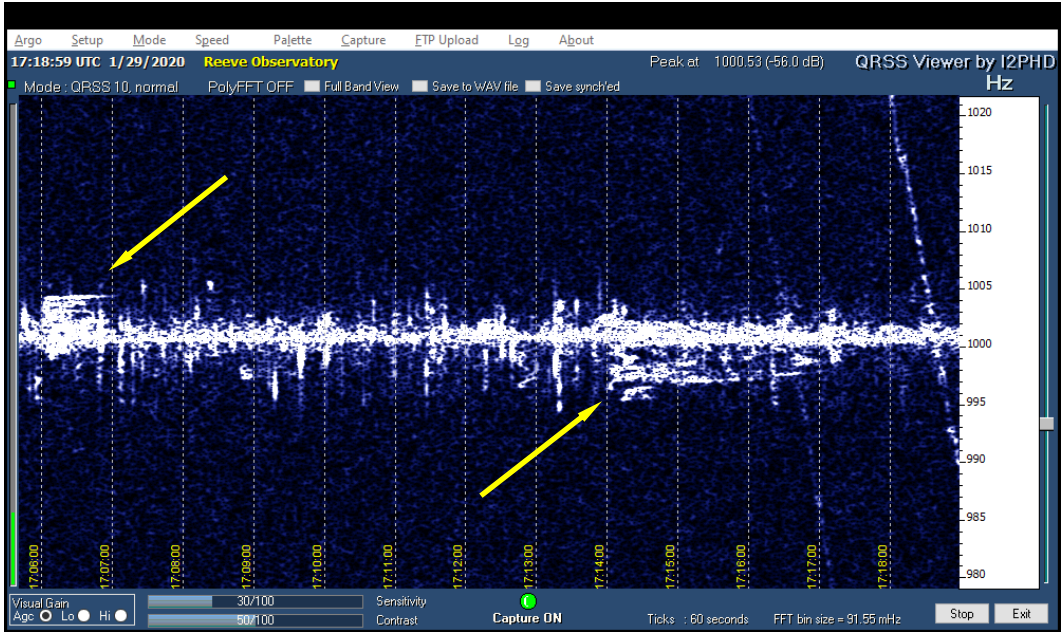 Argo Setup Mode Speed Palette Capture FTP Upload Log About
17:18:59 UTC 1/29/2020 Reeve Observatory Peak at 1000.53 (-56.0 dB) QRSS Viewer by I2PHD
Mode : QRSS 10, normal PolyFFT OFF Full Band View Save to WAV file Save synch'ed Hz
1020
1015
1010
1005
1000
995
990
985
980
17:06:00 17:07:00 17:08:00 17:09:00 17:10:00 17:11:00 17:12:00 17:13:00 17:14:00 17:15:00 17:16:00 17:17:00 17:18:00
Visual Gain 30/100 Sensitivity
Agc Lo Hi 50/100 Contrast Capture ON Ticks : 60 seconds FFT bin size = 91.55 mHz Stop Exit